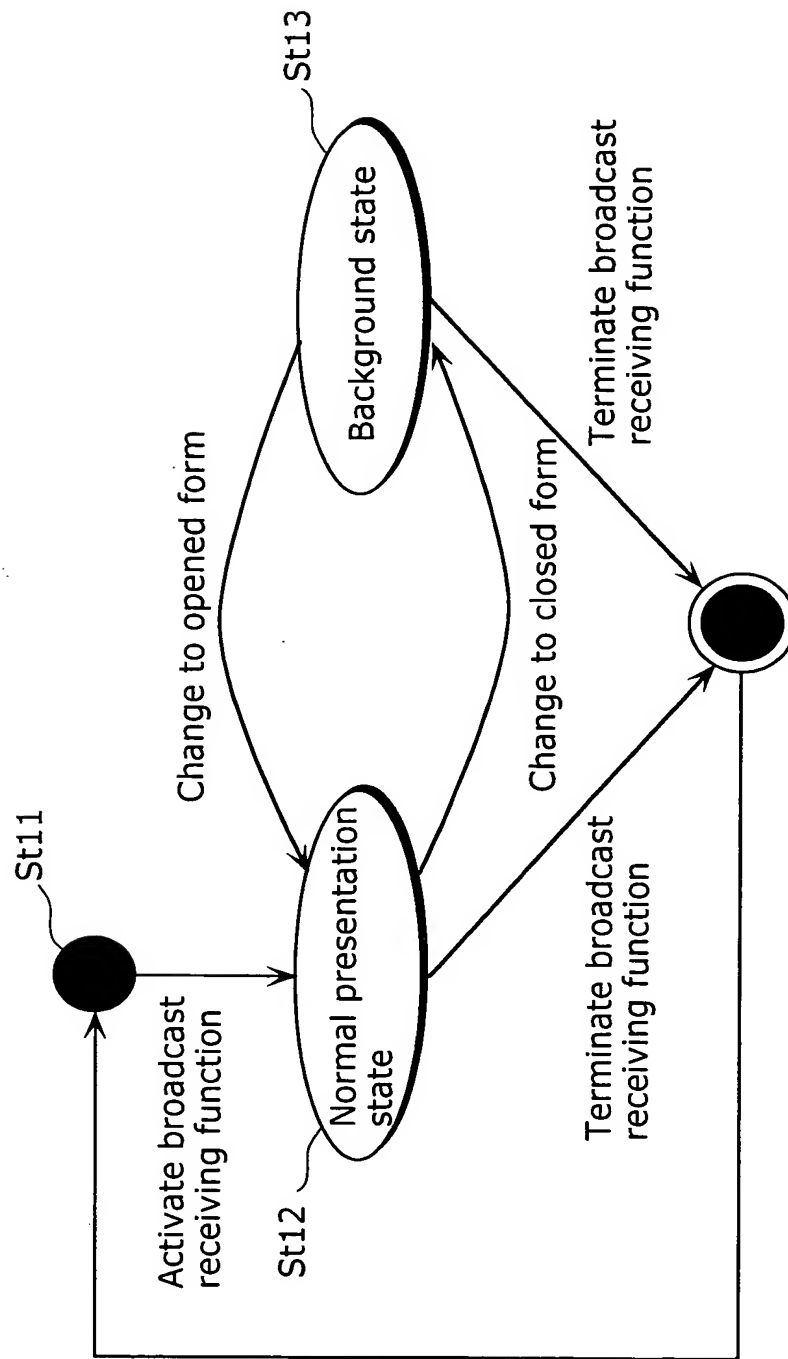 St11
Activate broadcast
receiving function
St12
Normal presentation
state
Change to opened form
St13
Background state
Change to closed form
Terminate broadcast
receiving function
Terminate broadcast
receiving function